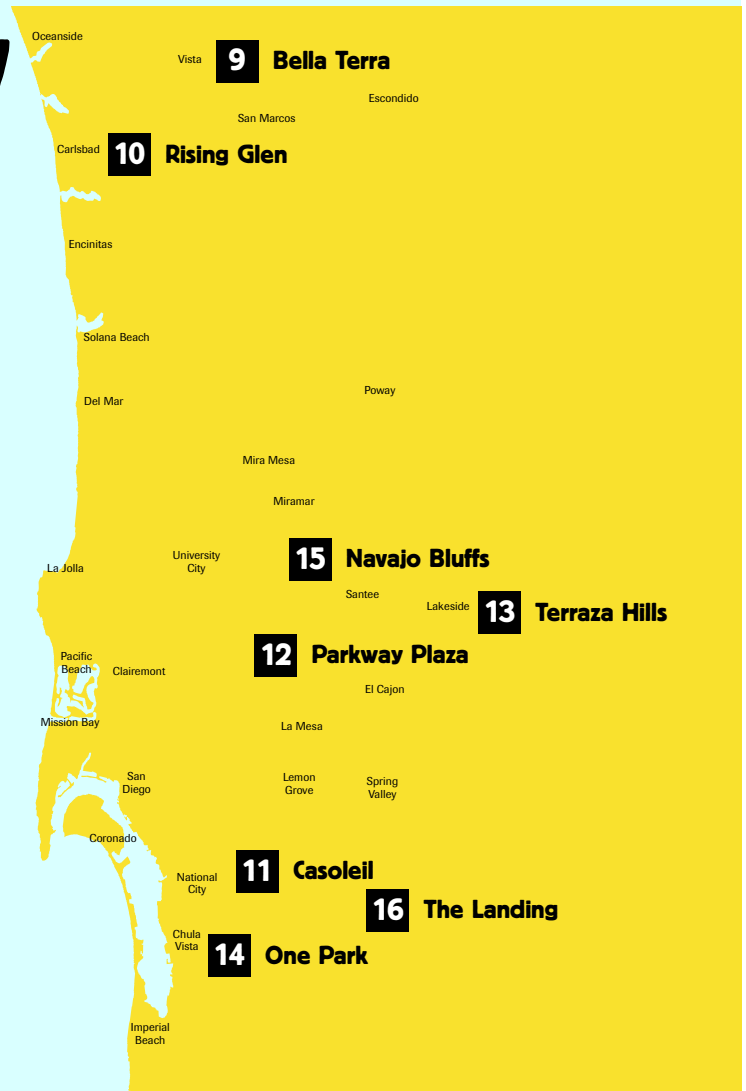 Oceanside
Vista
9 Bella Terra
Escondido
San Marcos
Carlsbad
10 Rising Glen
Encinitas
Solana Beach
Poway
Del Mar
Mira Mesa
Miramar
University
City
15 Navajo Bluffs
La Jolla
Santee
Lakeside
13 Terraza Hills
Pacific
Beach
Clairemont
12 Parkway Plaza
El Cajon
Mission Bay
La Mesa
San
Diego
Lemon
Grove
Spring
Valley
Coronado
National
City
11 Casoleil
16 The Landing
Chula
Vista
14 One Park
Imperial
Beach